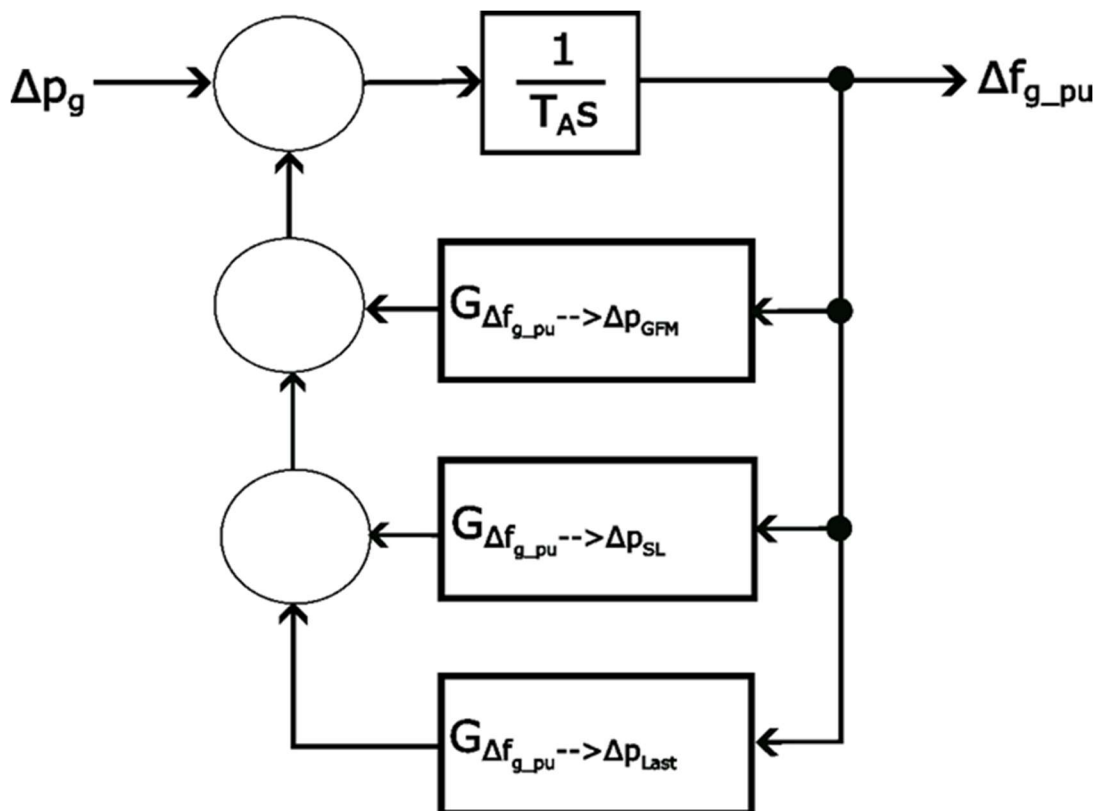 Δp_g
1
T_A s
Δf_g_pu
G_Δf_g_pu-->Δp_GFM
G_Δf_g_pu-->Δp_SL
G_Δf_g_pu-->Δp_Last